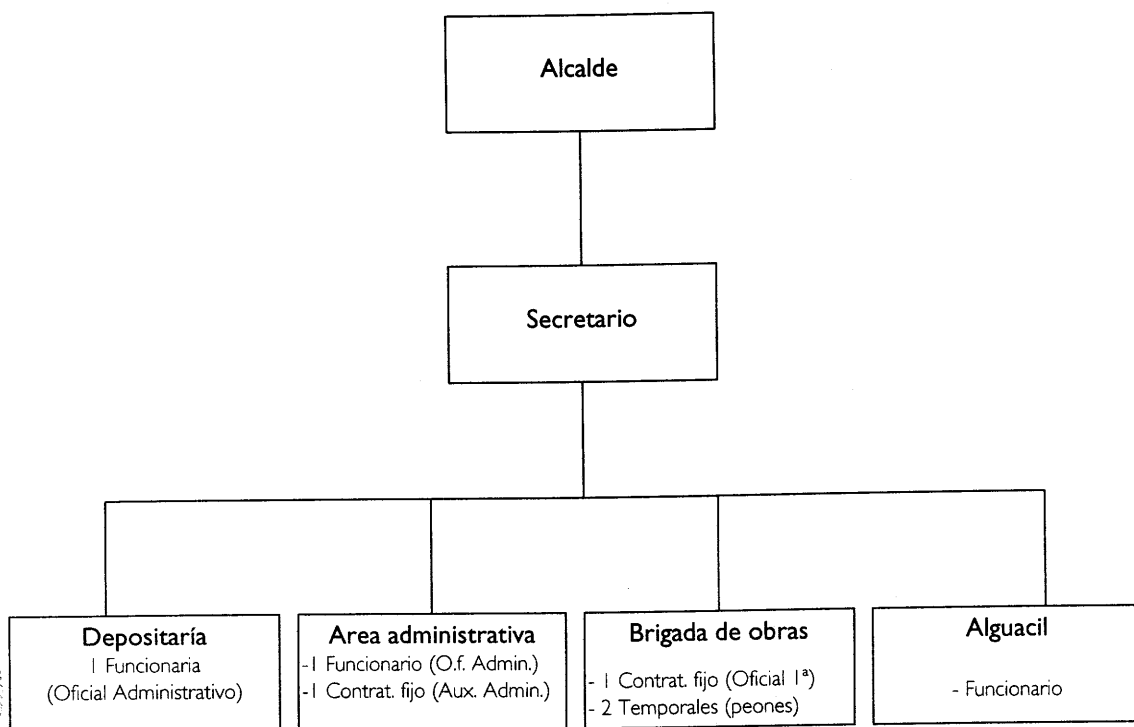 Alcalde
Secretario
Depositaría
1 Funcionaria
(Oficial Administrativo)
Area administrativa
-1 Funcionario (O.f. Admin.)
-1 Contrat. fijo (Aux. Admin.)
Brigada de obras
- 1 Contrat. fijo (Oficial 1ª)
- 2 Temporales (peones)
Alguacil
- Funcionario